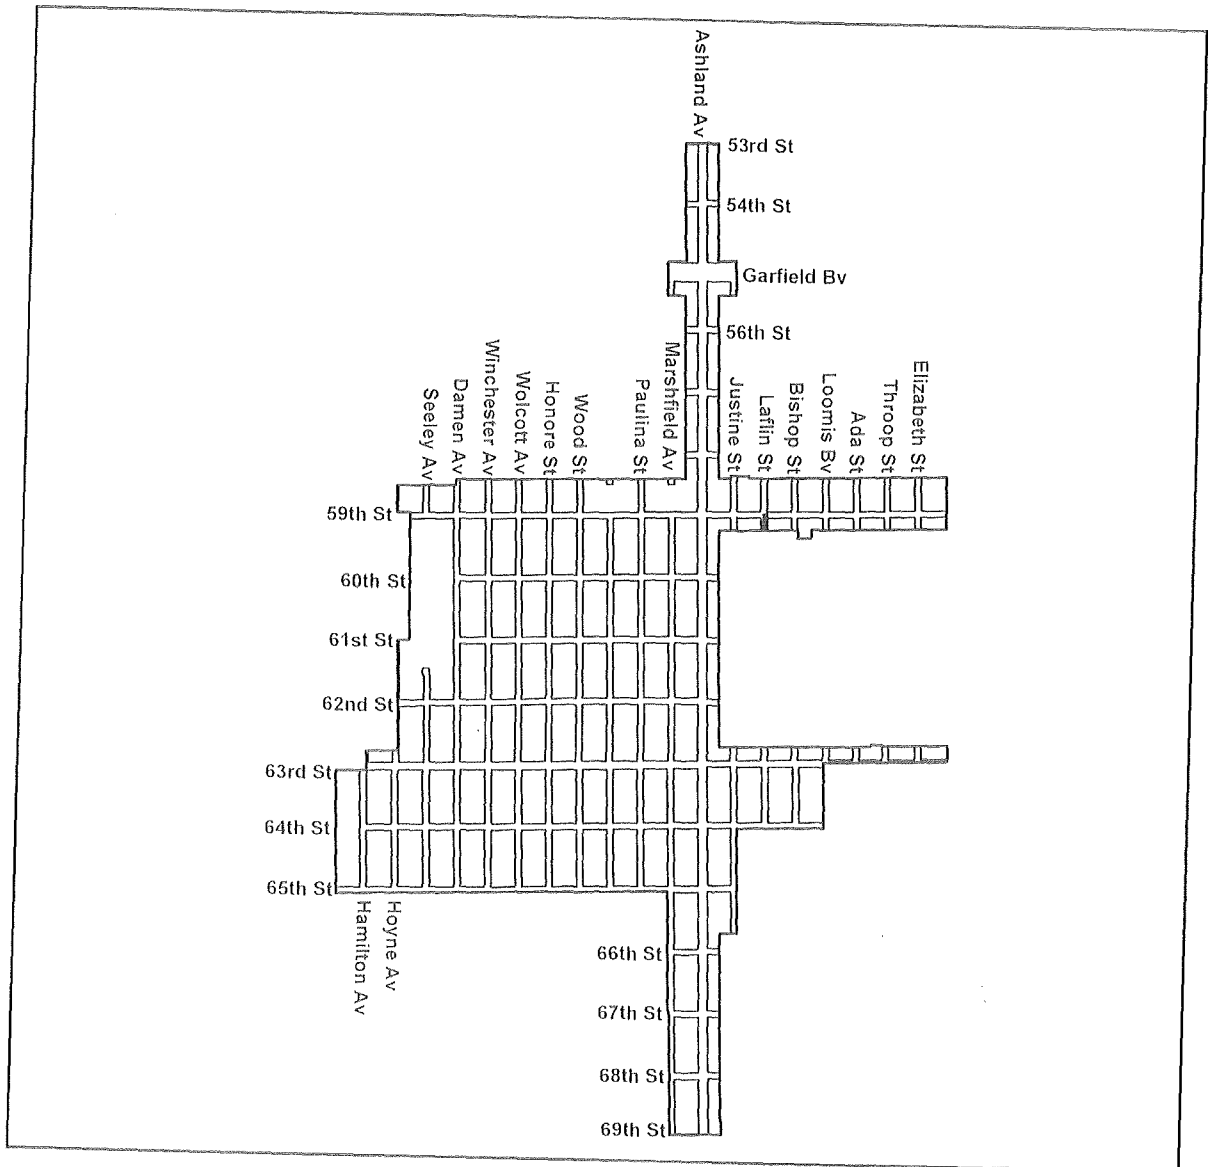 Ashland Av
53rd St
54th St
Garfield Bv
56th St
Seeley Av
Damen Av
Winchester Av
Wolcott Av
Honore St
Wood St
Paulina St
Marshfield Av
Justine St
Laflin St
Bishop St
Loomis Bv
Ada St
Throop St
Elizabeth St
59th St
60th St
61st St
62nd St
63rd St
64th St
65th St
Hamilton Av
Hoyne Av
66th St
67th St
68th St
69th St